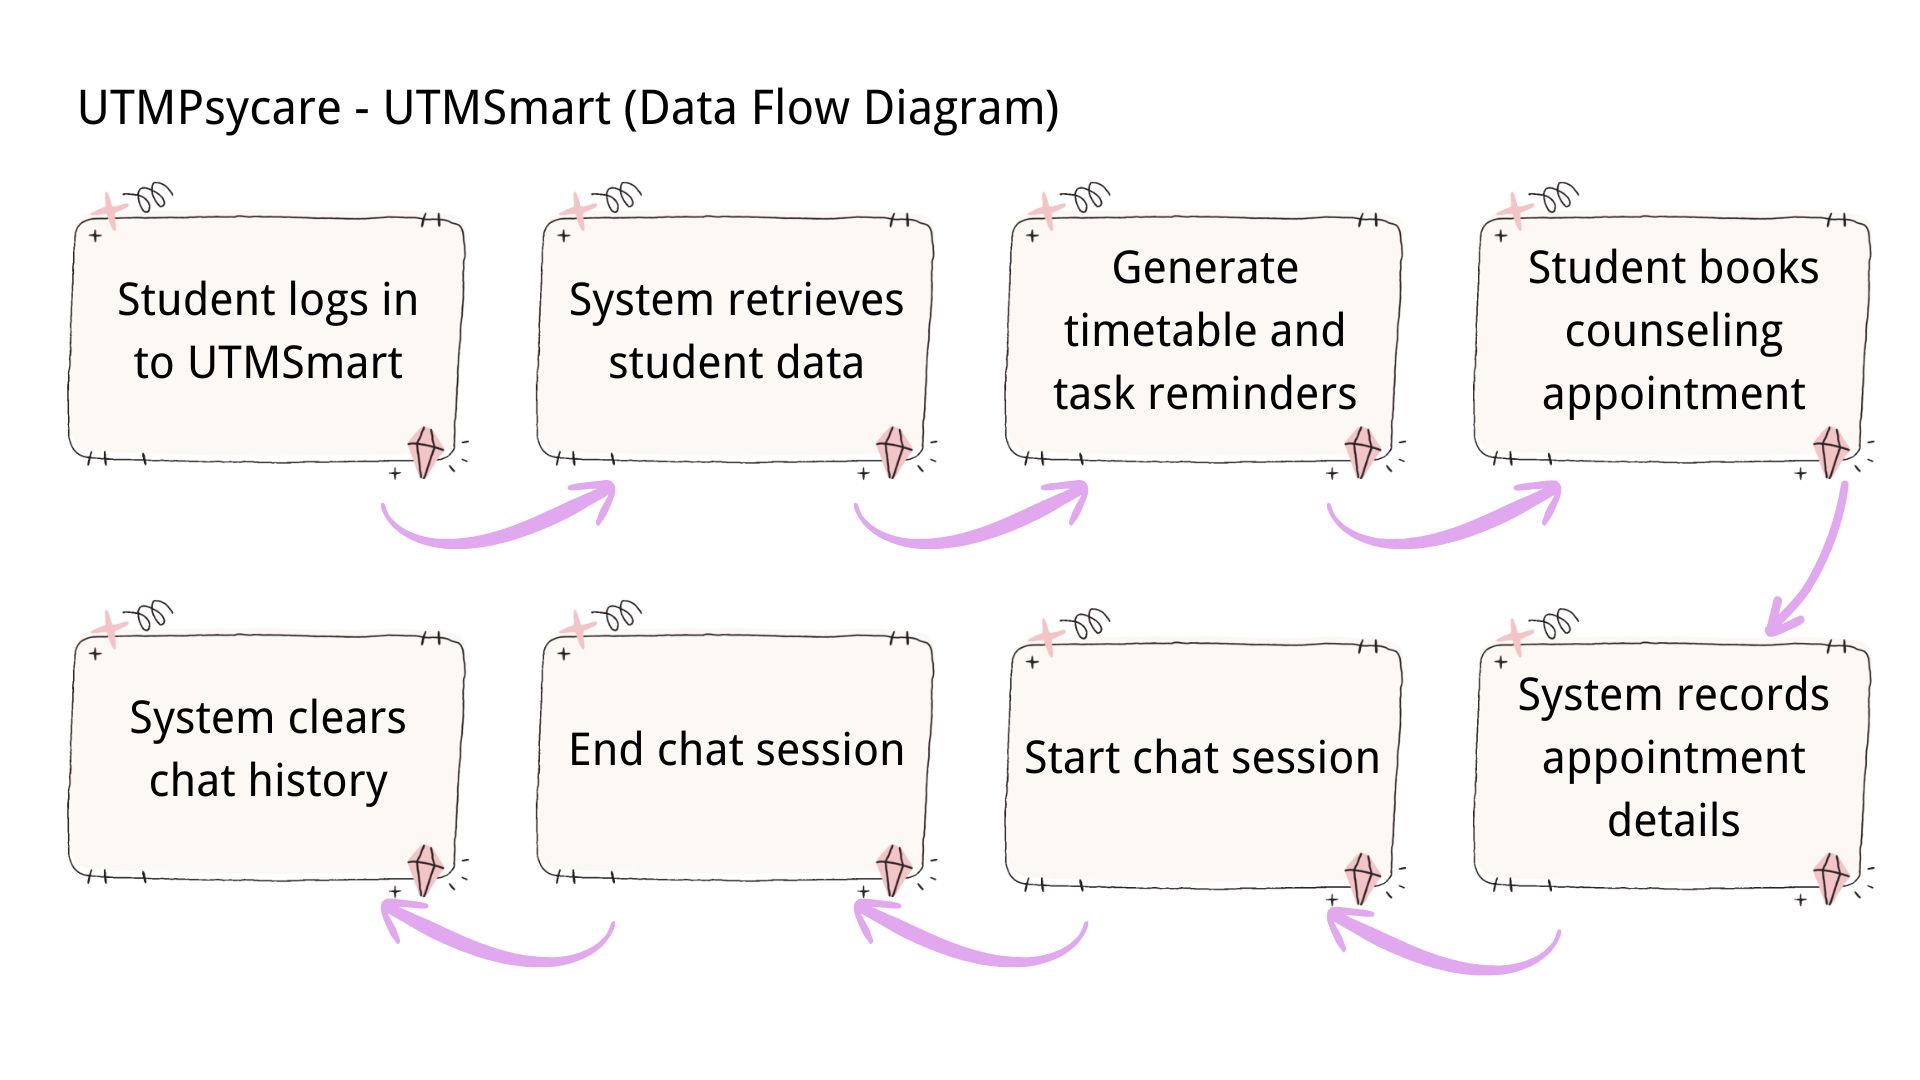 UTMPsycare - UTMSmart (Data Flow Diagram)
Student logs in
to UTMSmart
System retrieves
student data
Generate
timetable and
task reminders
Student books
counseling
appointment
System records
appointment
details
Start chat session
End chat session
System clears
chat history